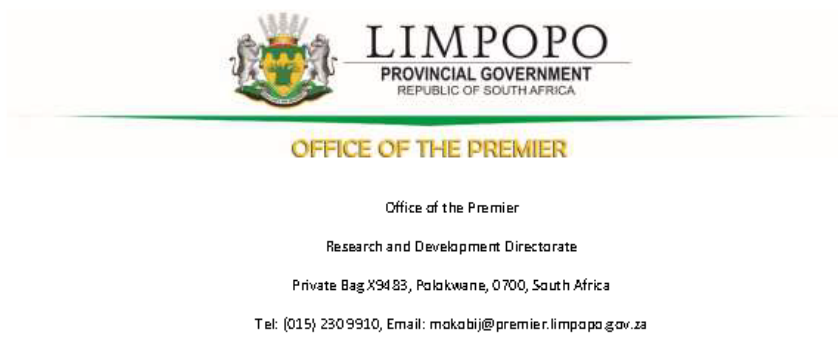 LIMPOPO
PROVINCIAL GOVERNMENT
REPUBLIC OF SOUTH AFRICA
OFFICE OF THE PREMIER
Office of the Premier
Research and Development Directorate
Private Bag X9483, Polokwane, 0700, South Africa
Tel: (015) 230 9910, Email: mokobij@premier.limpopo.gov.za